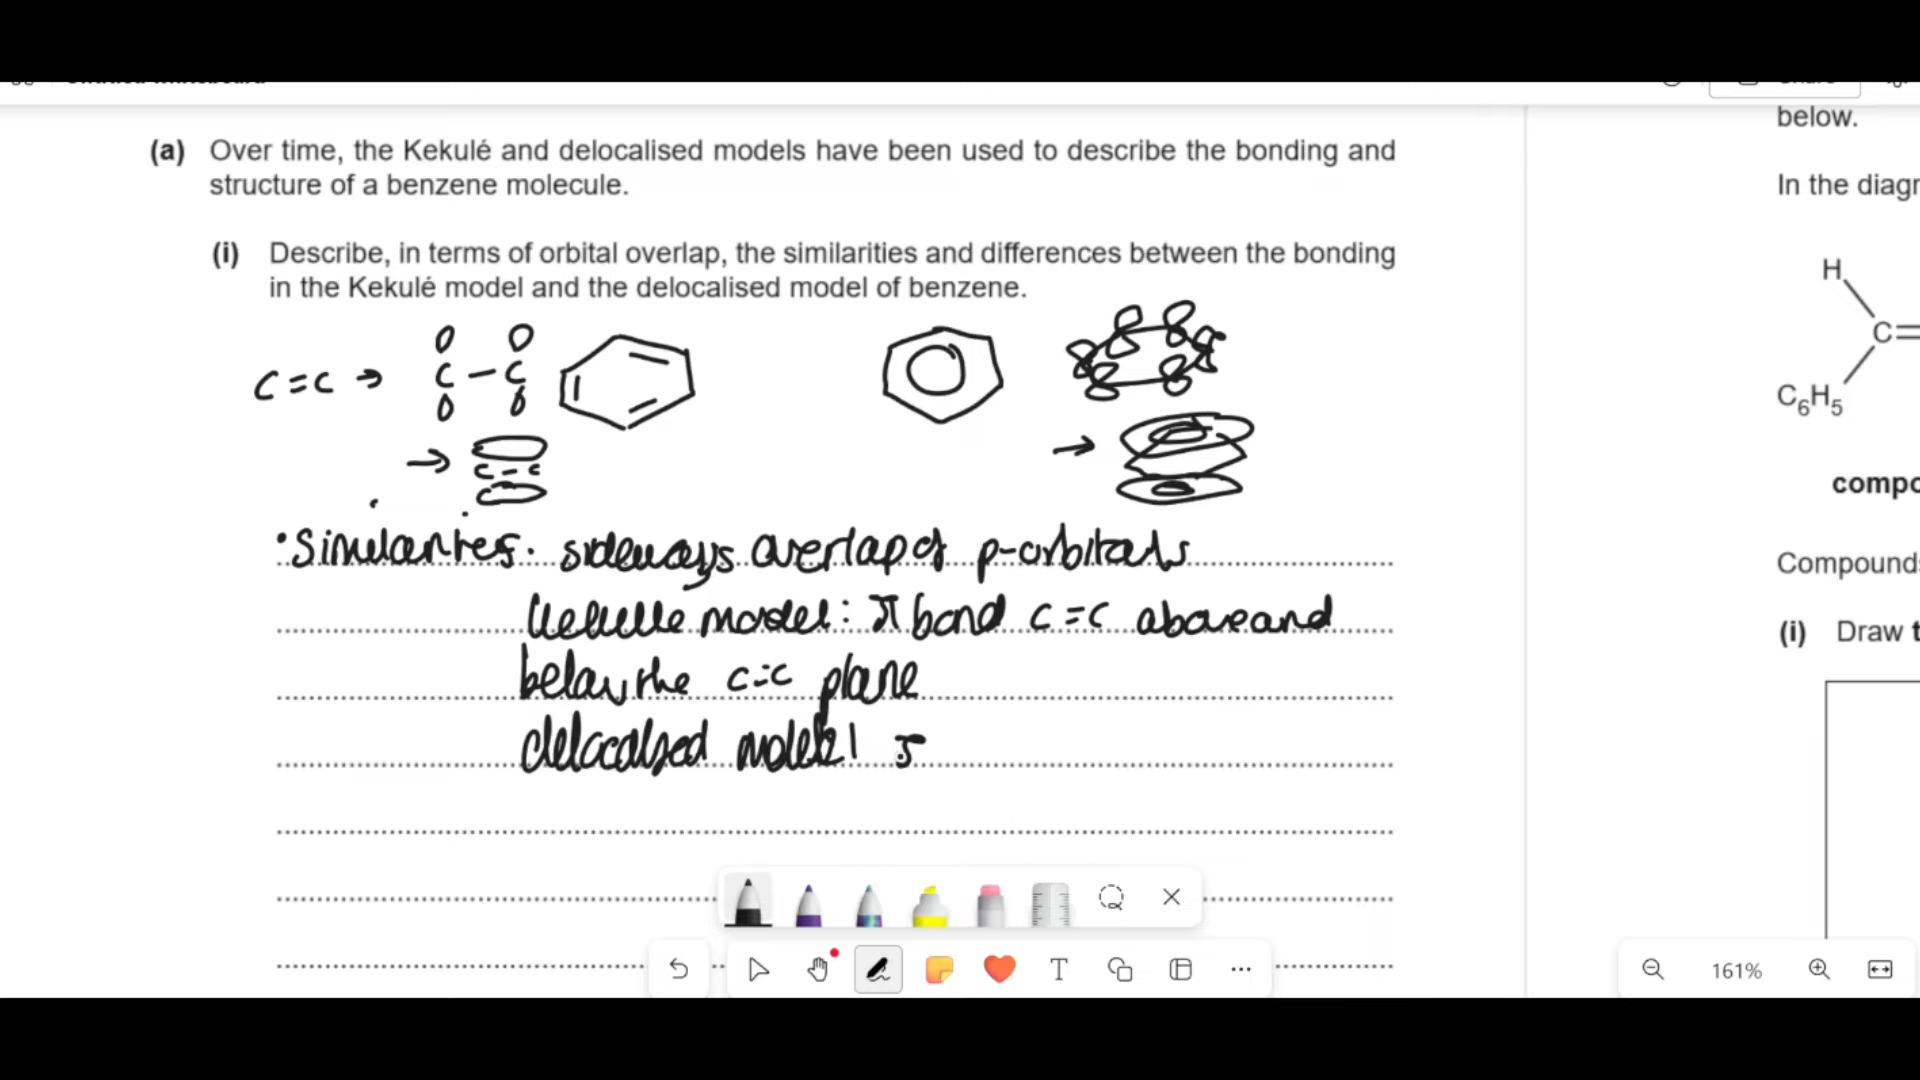 (a) Over time, the Kekulé and delocalised models have been used to describe the bonding and
structure of a benzene molecule.
(i) Describe, in terms of orbital overlap, the similarities and differences between the bonding
in the Kekulé model and the delocalised model of benzene.
C=C → C-C
→ C-C
→
• Similarities. sideways overlap of p-orbitals
Kekulle model: π bond C=C above and
below the C=C plane
delocalised model
161%
below.
In the diagr
H
C=
C6H5
compo
Compounds
(i) Draw t